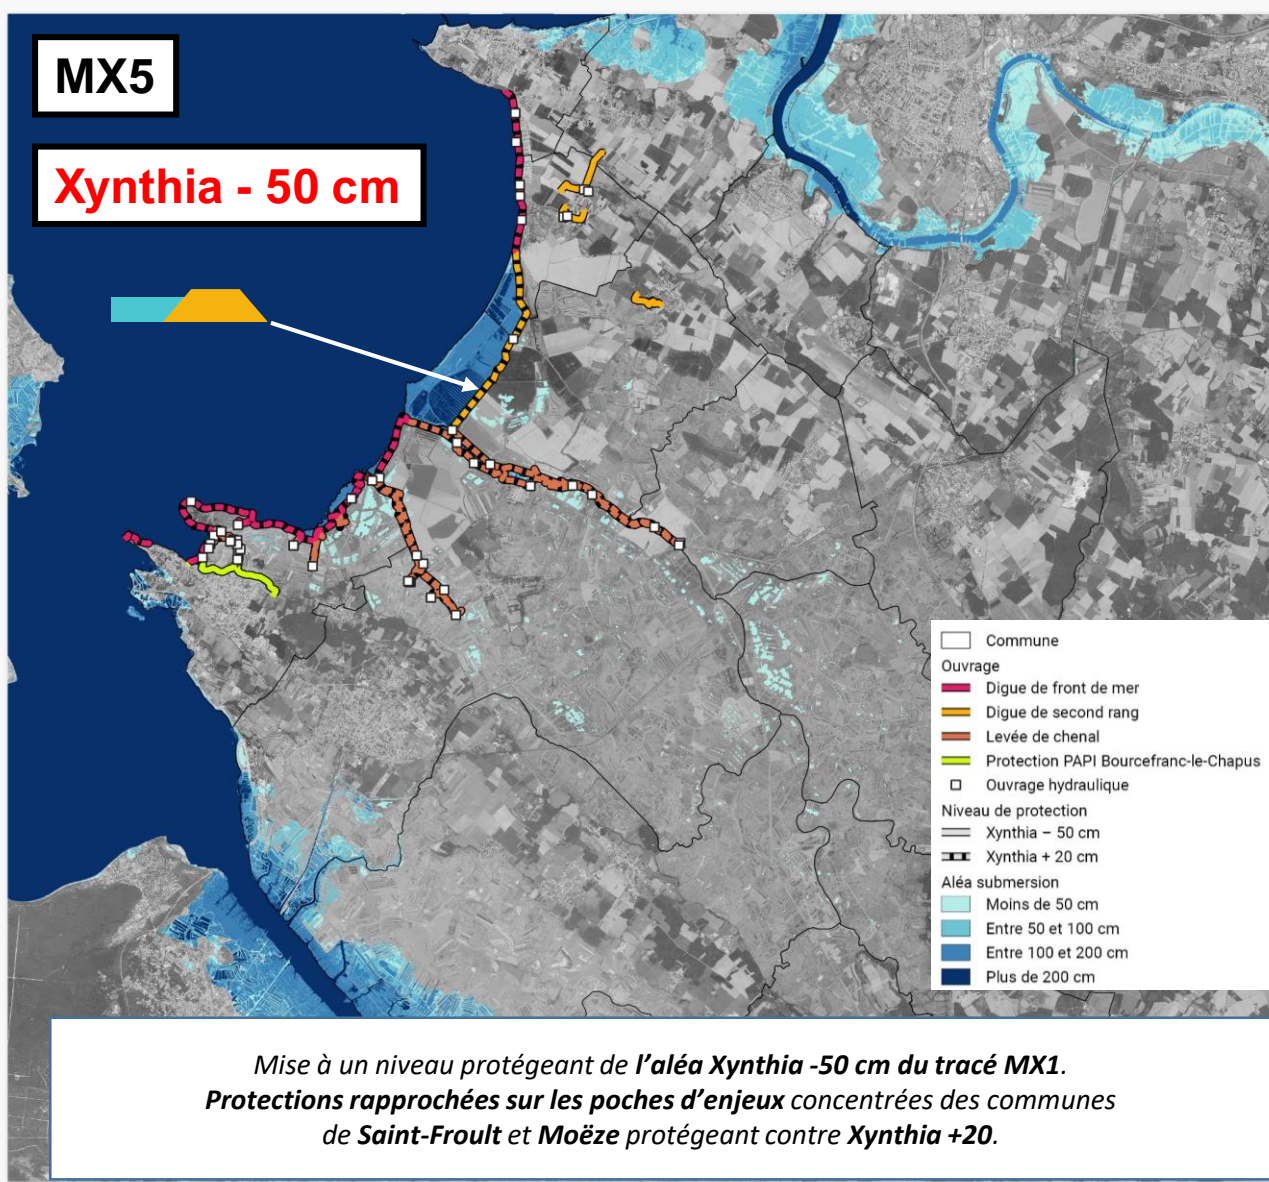 MX5
Xynthia - 50 cm
Commune
Ouvrage
Digue de front de mer
Digue de second rang
Levée de chenal
Protection PAPI Bourcefranc-le-Chapus
Ouvrage hydraulique
Niveau de protection
Xynthia – 50 cm
Xynthia + 20 cm
Aléa submersion
Moins de 50 cm
Entre 50 et 100 cm
Entre 100 et 200 cm
Plus de 200 cm
Mise à un niveau protégeant de l’aléa Xynthia -50 cm du tracé MX1.
Protections rapprochées sur les poches d’enjeux concentrées des communes
de Saint-Froult et Moëze protégeant contre Xynthia +20.